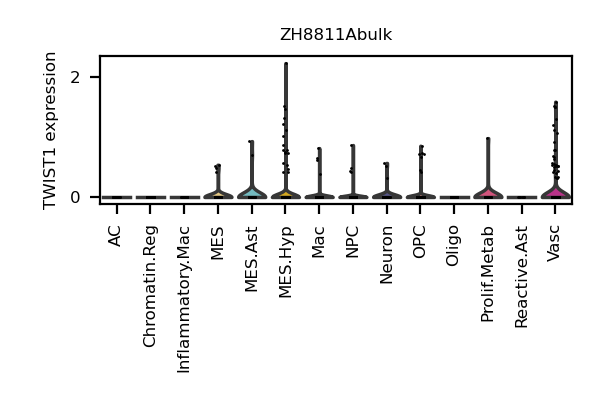 ZH8811Abulk
TWIST1 expression
2
0
AC
Chromatin.Reg
Inflammatory.Mac
MES
MES.Ast
MES.Hyp
Mac
NPC
Neuron
OPC
Oligo
Prolif.Metab
Reactive.Ast
Vasc